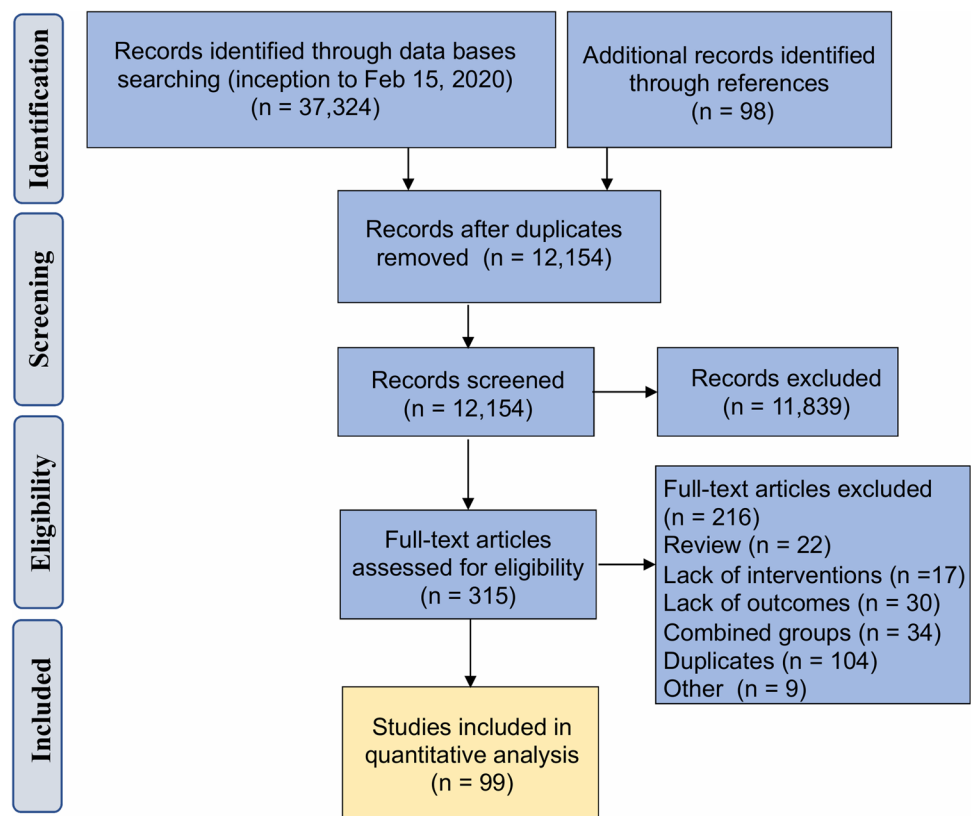 Identification
Records identified through data bases
searching (inception to Feb 15, 2020)
(n = 37,324)
Additional records identified
through references
(n = 98)
Screening
Records after duplicates
removed (n = 12,154)
Records screened
(n = 12,154)
Records excluded
(n = 11,839)
Eligibility
Full-text articles
assessed for eligibility
(n = 315)
Full-text articles excluded
(n = 216)
Review (n = 22)
Lack of interventions (n =17)
Lack of outcomes (n = 30)
Combined groups (n = 34)
Duplicates (n = 104)
Other (n = 9)
Included
Studies included in
quantitative analysis
(n = 99)